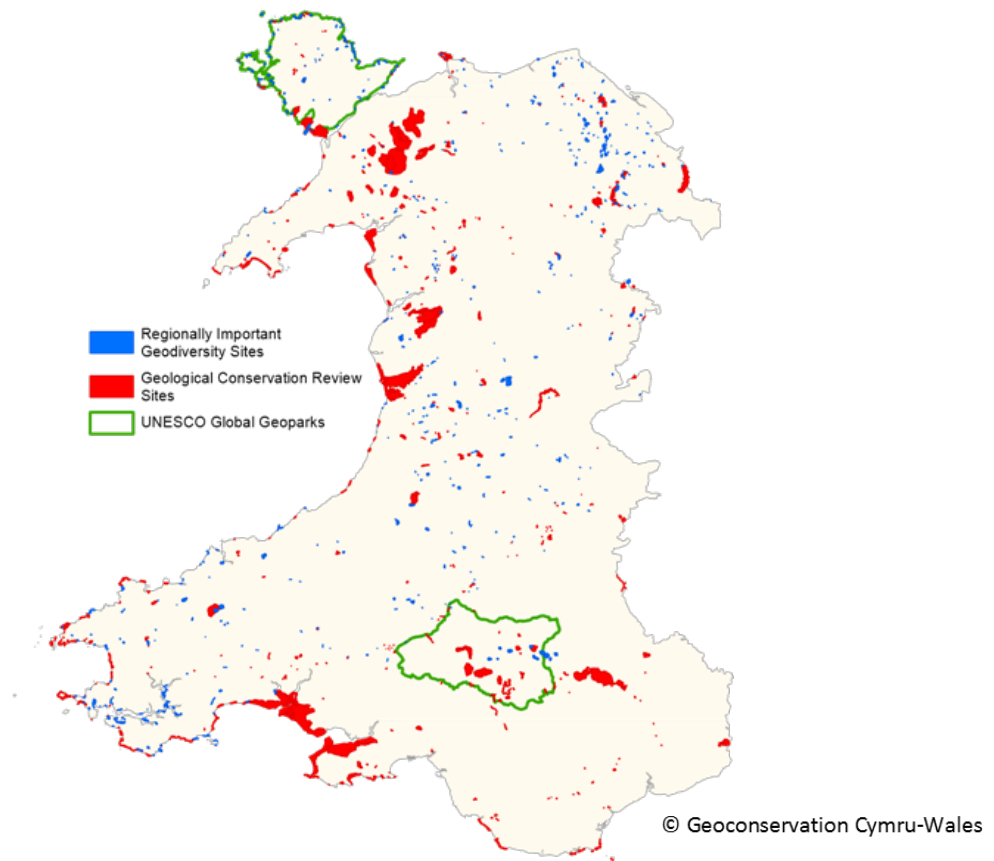 Regionally Important
Geodiversity Sites
Geological Conservation Review
Sites
UNESCO Global Geoparks
© Geoconservation Cymru-Wales